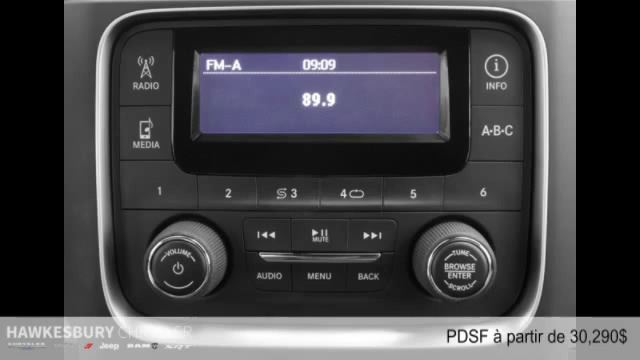 FM-A 09:09
89.9
RADIO
INFO
MEDIA
A·B·C
1 2 3 4 5 6
MUTE
VOLUME
AUDIO MENU BACK
TUNE
BROWSE
ENTER
SCROLL
HAWKESBURY CHRYSLER
PDSF à partir de 30,290$
CHRYSLER Jeep RAM